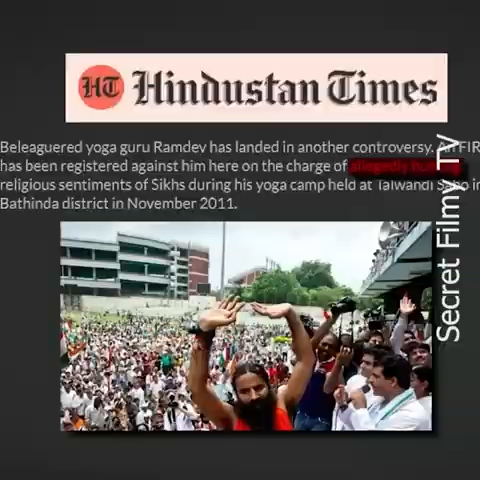 HT Hindustan Times
Beleaguered yoga guru Ramdev has landed in another controversy. An FIR
has been registered against him here on the charge of allegedly hurting
religious sentiments of Sikhs during his yoga camp held at Talwandi Sabo in
Bathinda district in November 2011.
Secret Filmy TV